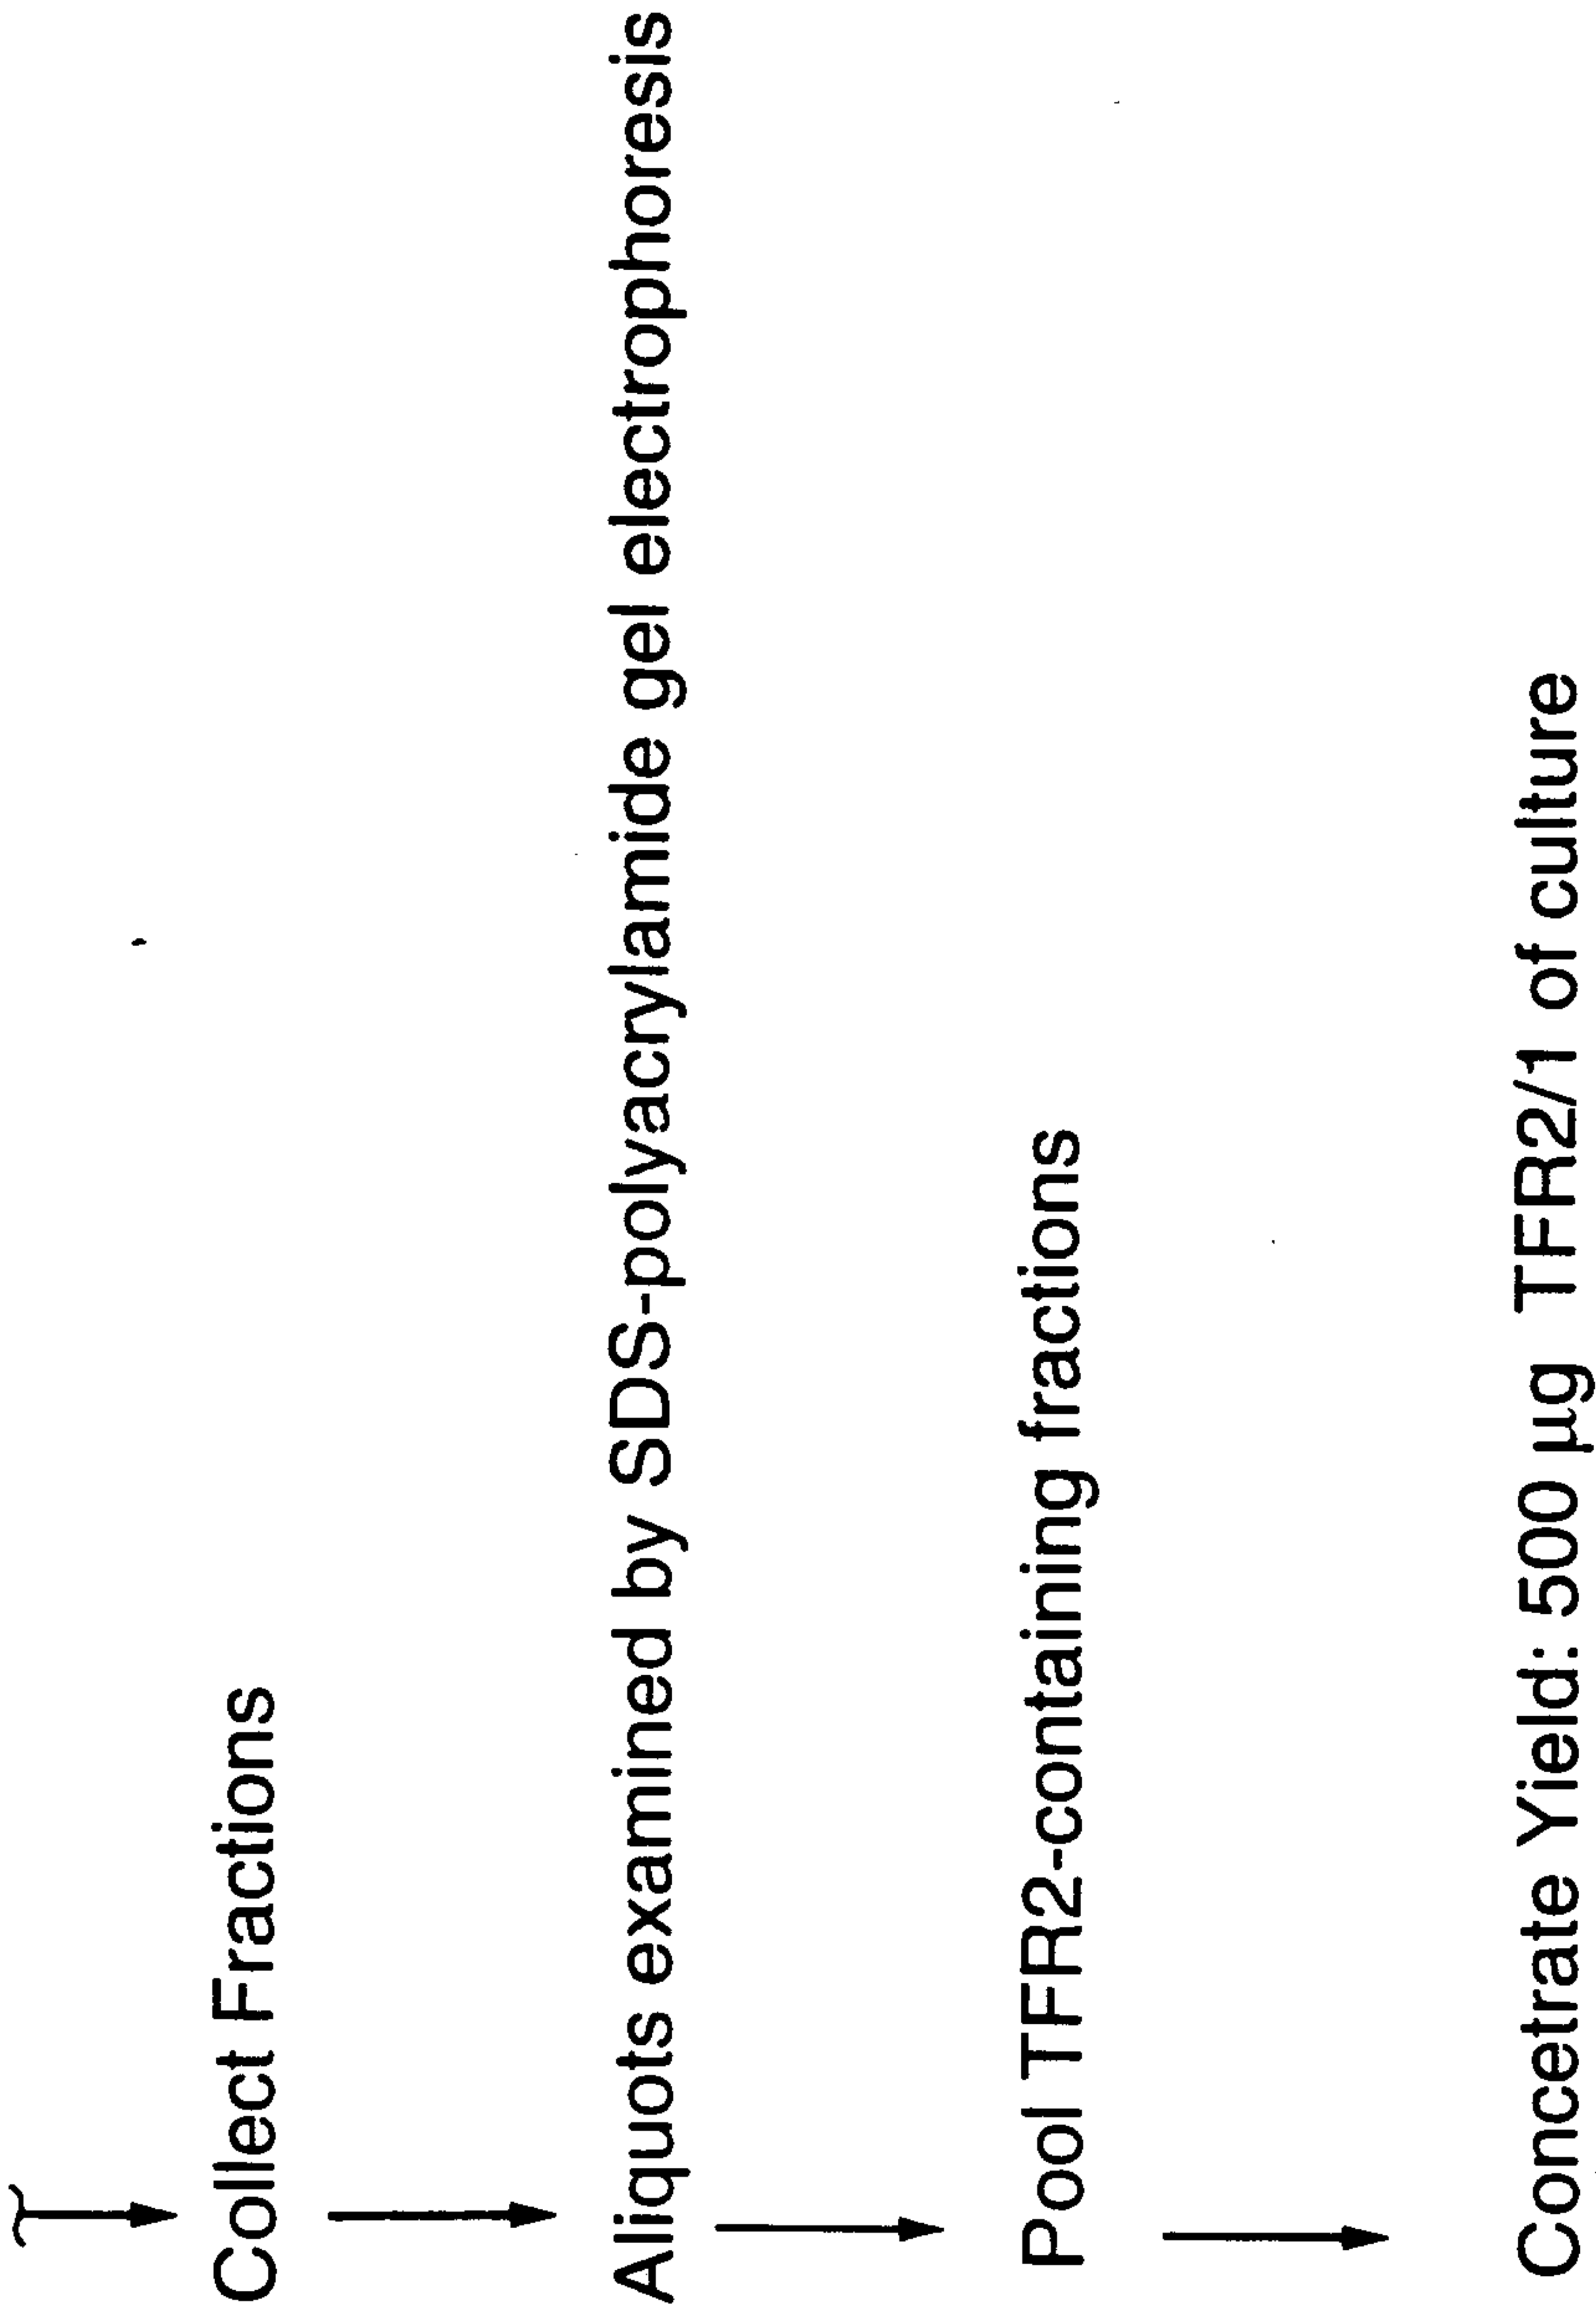 Collect Fractions
Aliquots examined by SDS-polyacrylamide gel electrophoresis
Pool TFR2-containing fractions
Concetrate Yield: 500 µg TFR2/1 of culture